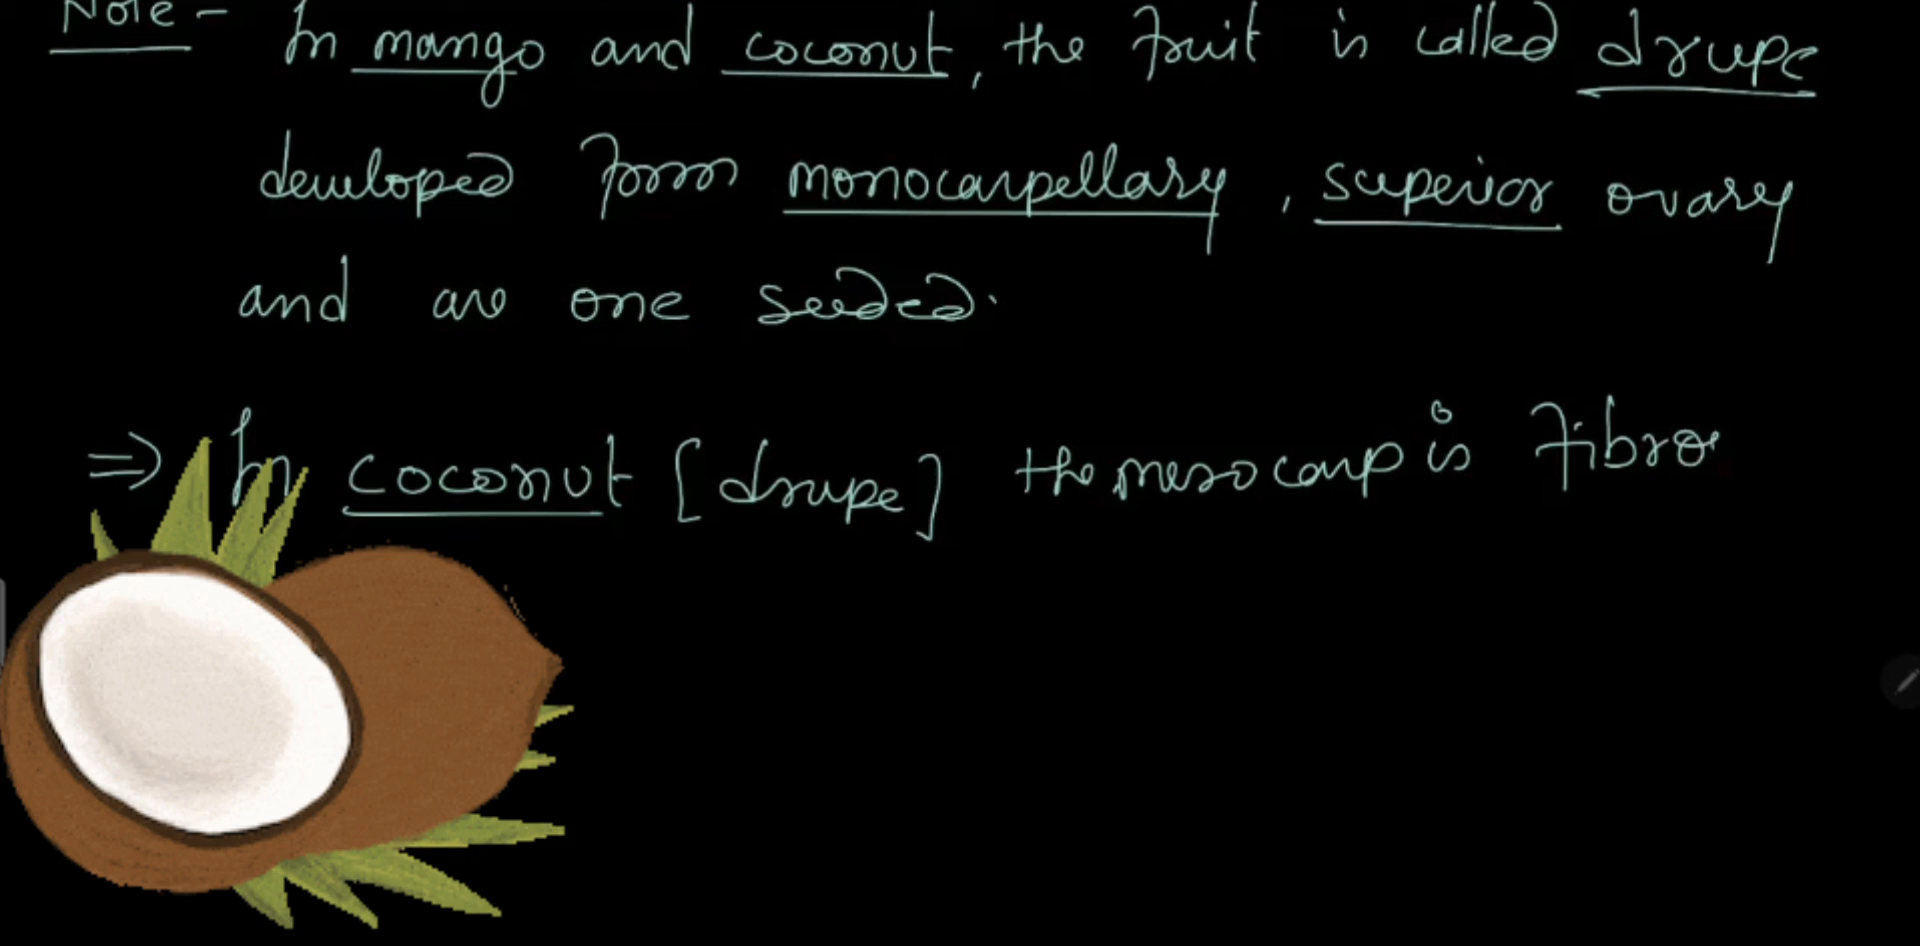 Note - In mango and coconut, the fruit is called drupe
developed from monocarpellary, superior ovary
and are one seeded.
⇒ In coconut [drupe] the mesocarp is fibro